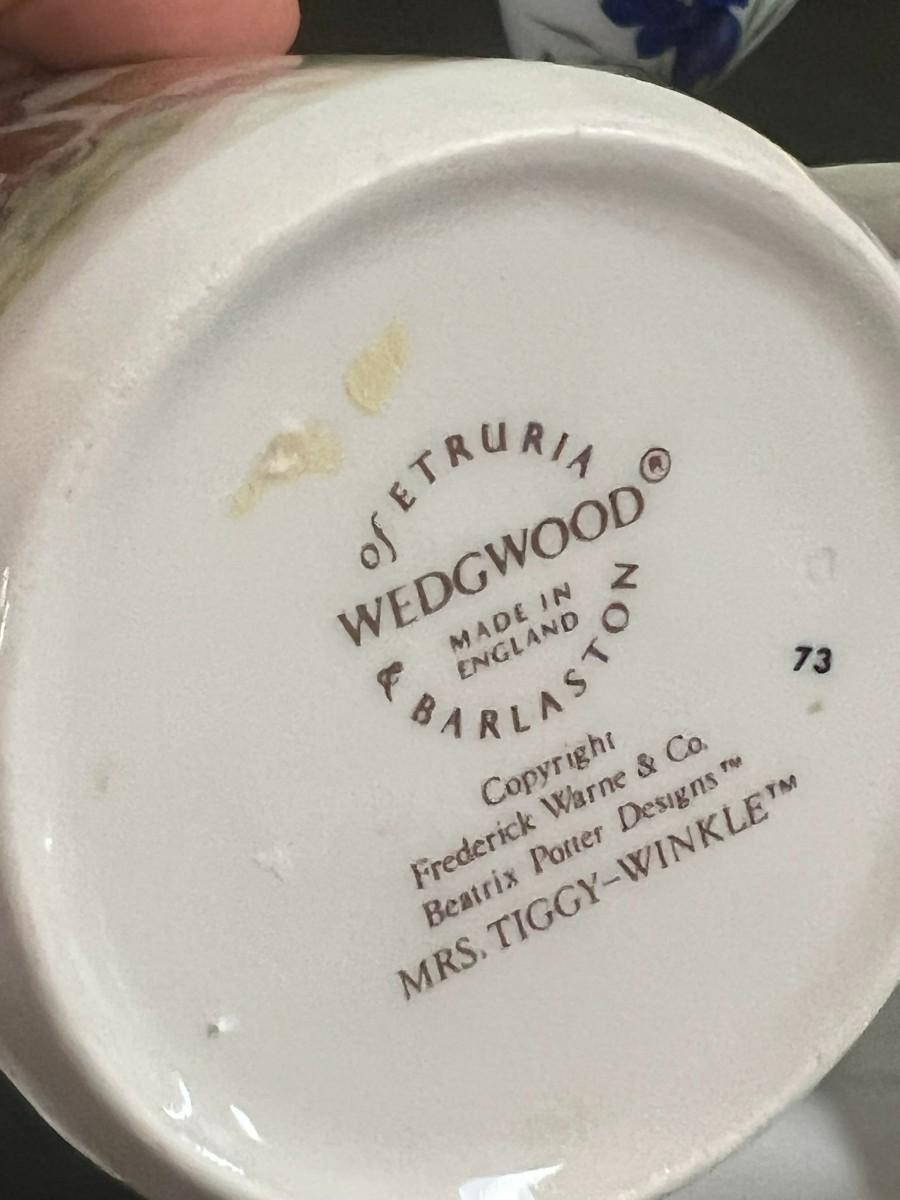 of ETRURIA
WEDGWOOD®
MADE IN
ENGLAND
& BARLASTON
73
Copyright
Frederick Warne & Co.
Beatrix Potter Designs™
MRS. TIGGY-WINKLE™